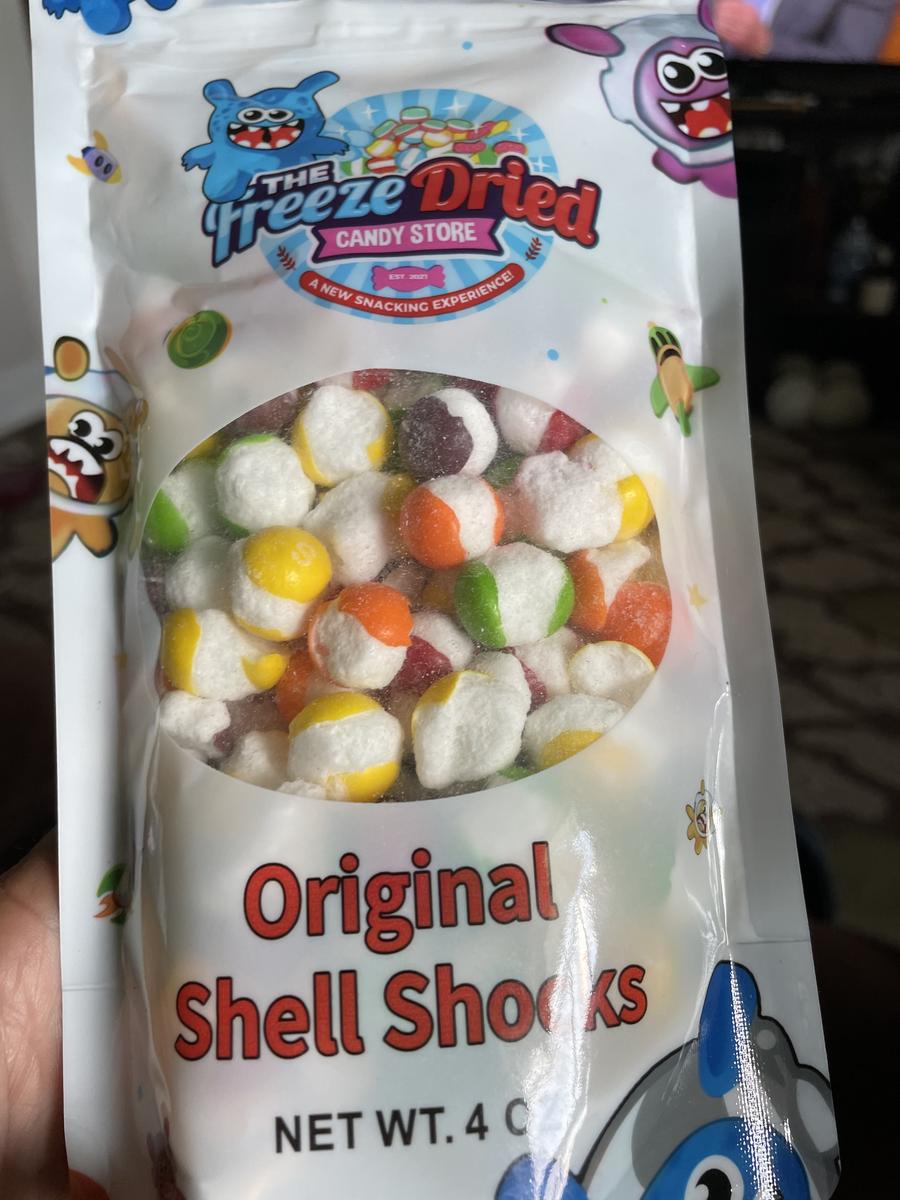 THE
Freeze Dried
CANDY STORE
EST. 2021
A NEW SNACKING EXPERIENCE!
Original
Shell Shocks
NET WT. 4